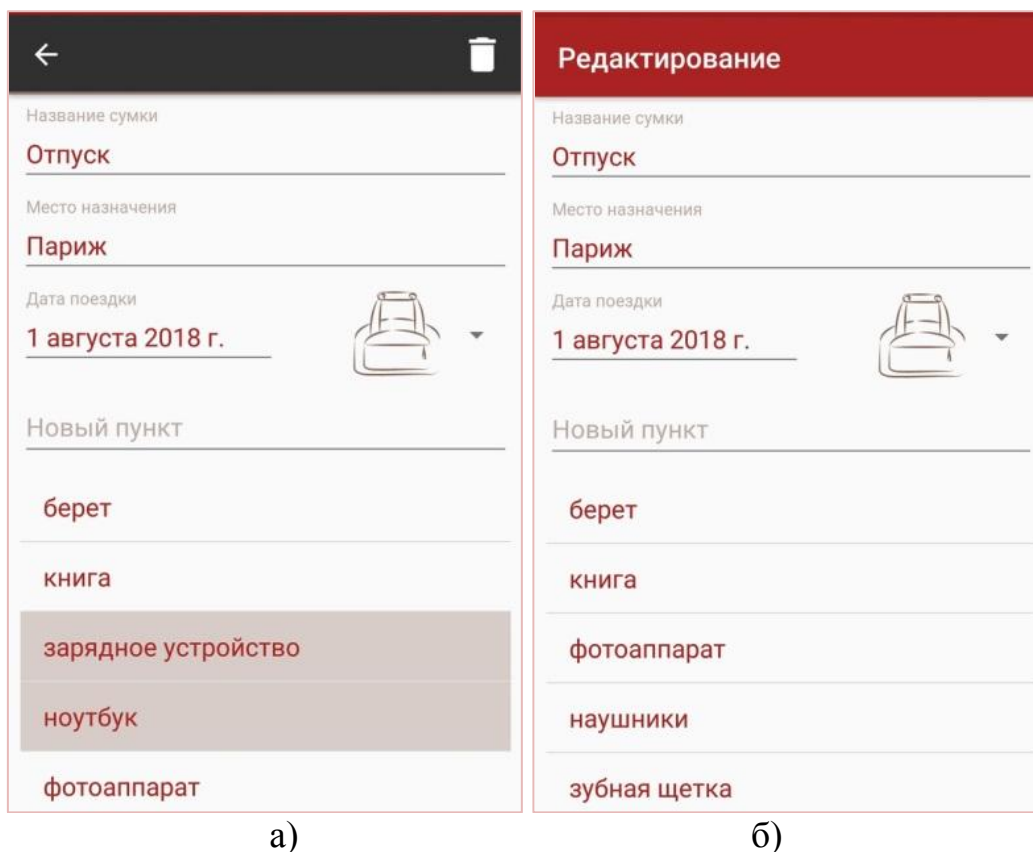 Название сумки
Отпуск
Место назначения
Париж
Дата поездки
1 августа 2018 г.
Новый пункт
берет
книга
зарядное устройство
ноутбук
фотоаппарат
а)
Редактирование
Название сумки
Отпуск
Место назначения
Париж
Дата поездки
1 августа 2018 г.
Новый пункт
берет
книга
фотоаппарат
наушники
зубная щетка
б)